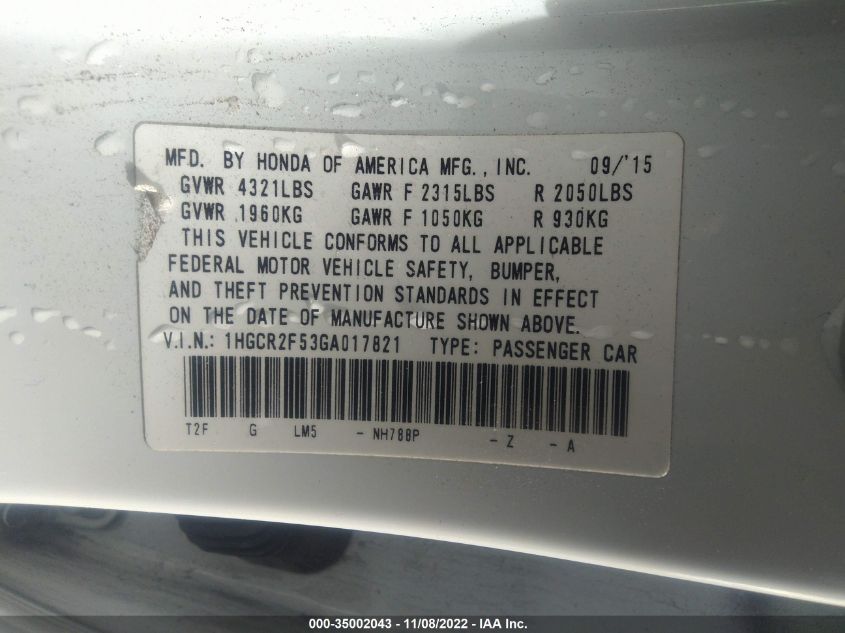 MFD. BY HONDA OF AMERICA MFG., INC. 09/'15
GVWR 4321LBS GAWR F 2315LBS R 2050LBS
GVWR 1960KG GAWR F 1050KG R 930KG
THIS VEHICLE CONFORMS TO ALL APPLICABLE
FEDERAL MOTOR VEHICLE SAFETY, BUMPER,
AND THEFT PREVENTION STANDARDS IN EFFECT
ON THE DATE OF MANUFACTURE SHOWN ABOVE.
V.I.N.: 1HGCR2F53GA017821 TYPE: PASSENGER CAR
T2F G LM5 - NH788P - Z - A
000-35002043 - 11/08/2022 - IAA Inc.